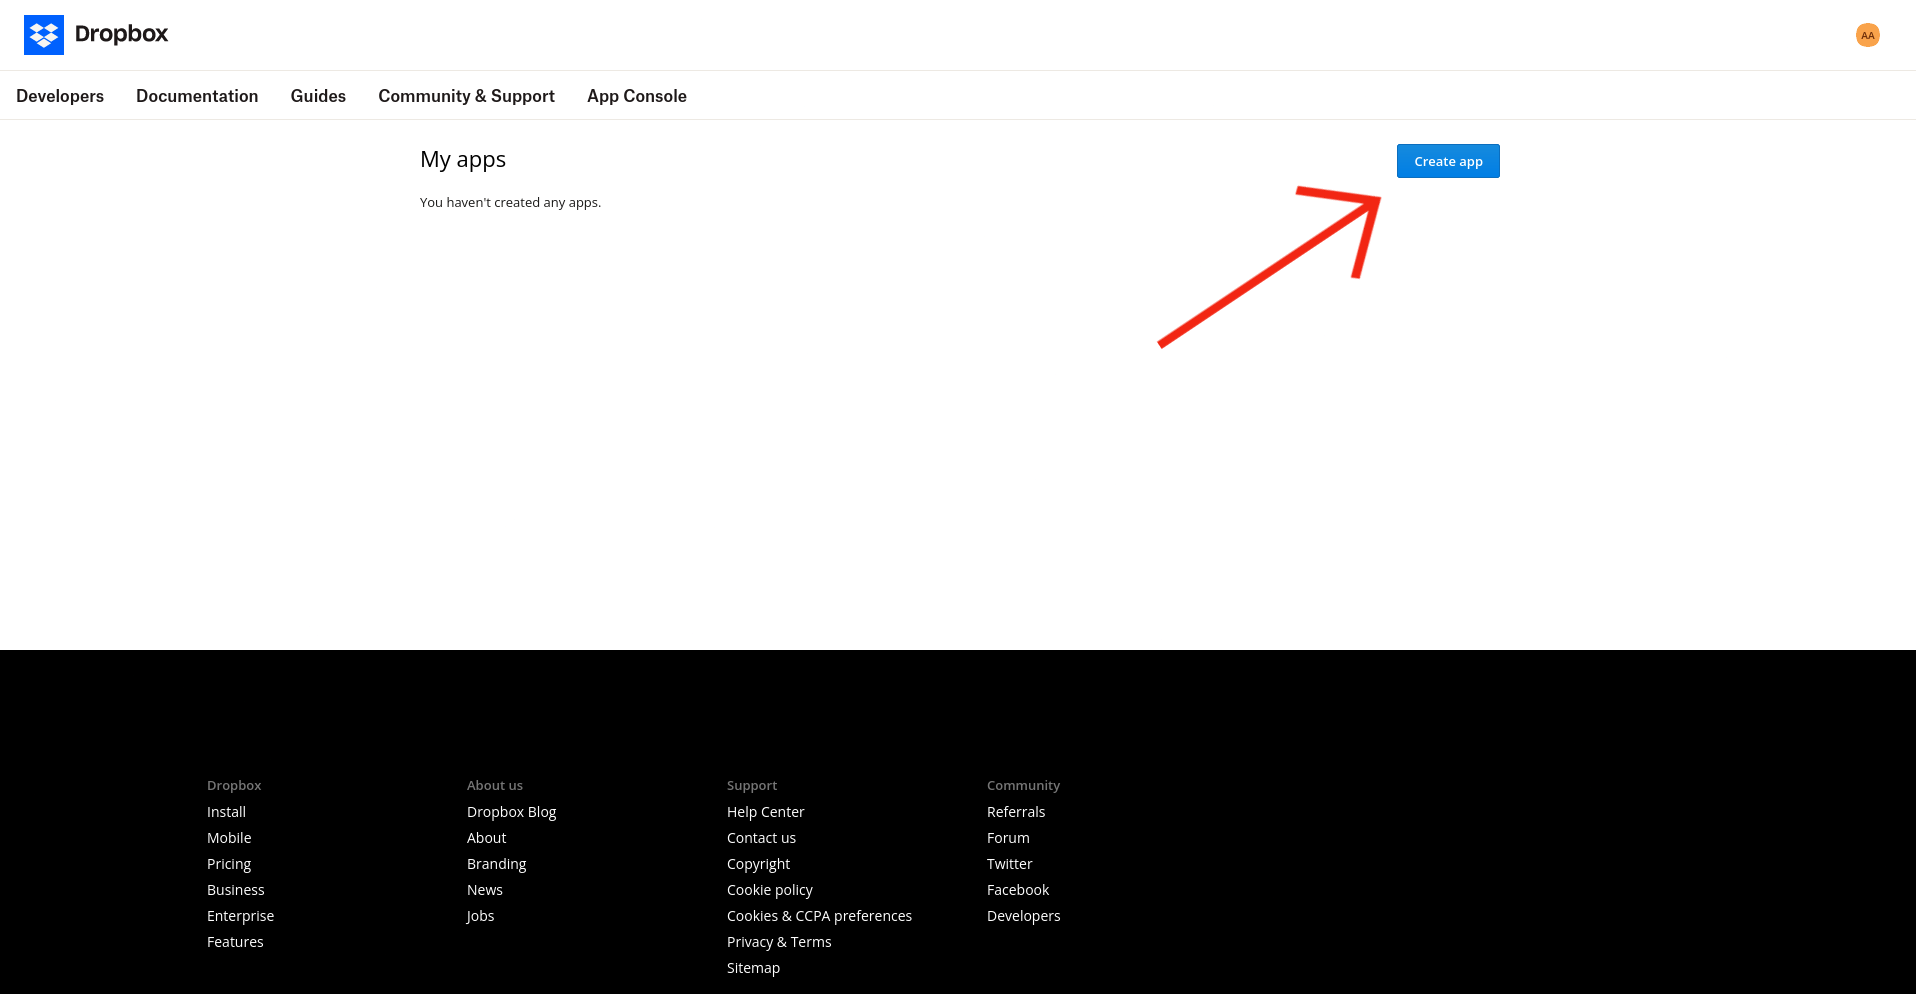 Dropbox
AA
Developers Documentation Guides Community & Support App Console
My apps
Create app
You haven't created any apps.
Dropbox
Install
Mobile
Pricing
Business
Enterprise
Features
About us
Dropbox Blog
About
Branding
News
Jobs
Support
Help Center
Contact us
Copyright
Cookie policy
Cookies & CCPA preferences
Privacy & Terms
Sitemap
Community
Referrals
Forum
Twitter
Facebook
Developers